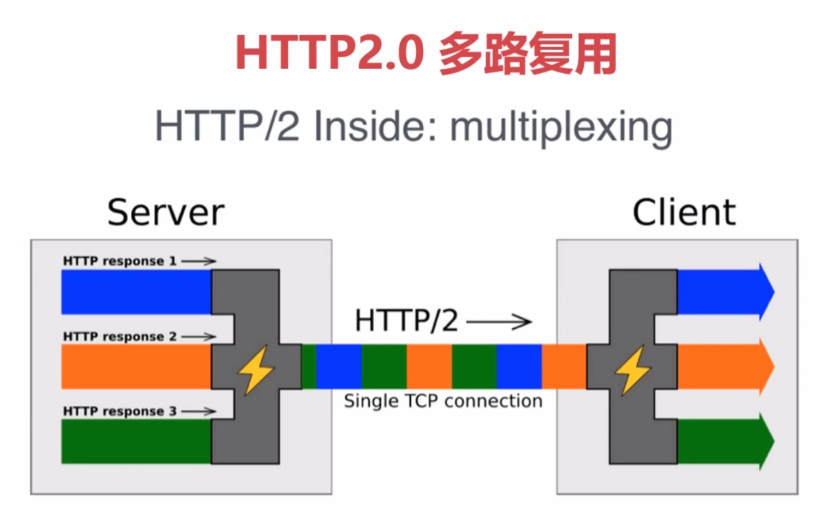 HTTP2.0 多路复用
HTTP/2 Inside: multiplexing
Server
Client
HTTP response 1
HTTP response 2
HTTP response 3
HTTP/2
Single TCP connection